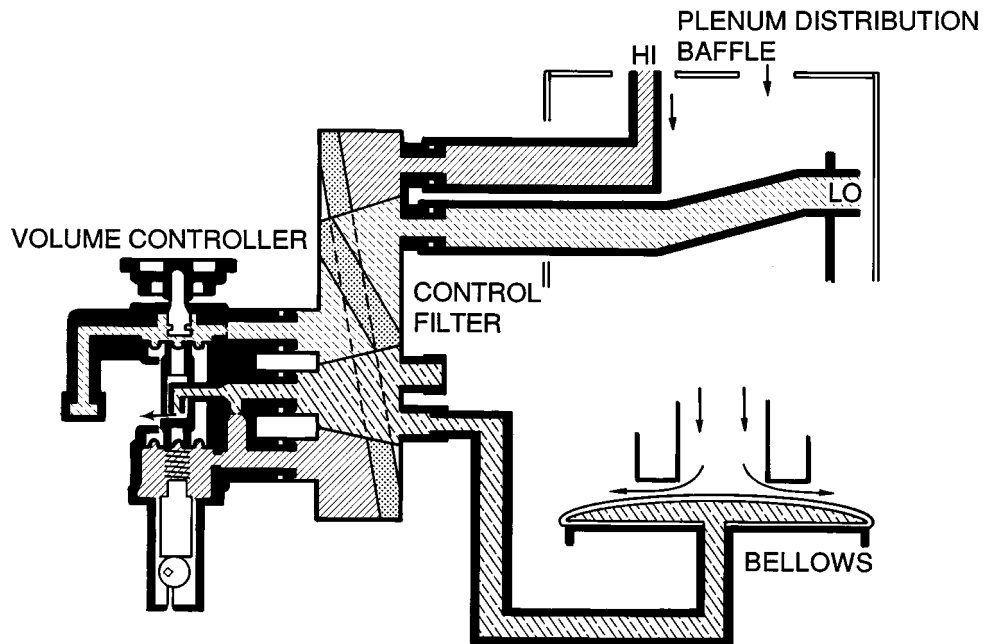 PLENUM DISTRIBUTION
BAFFLE
HI
LO
VOLUME CONTROLLER
CONTROL
FILTER
BELLOWS